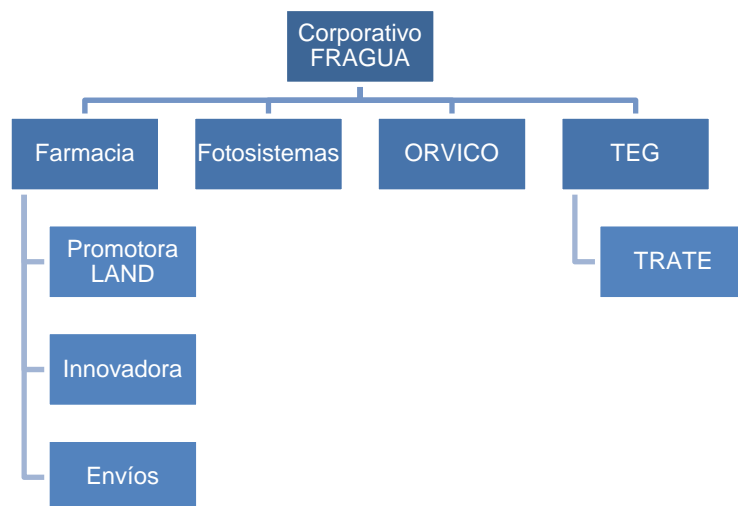 Corporativo
FRAGUA
Farmacia
Fotosistemas
ORVICO
TEG
Promotora
LAND
TRATE
Innovadora
Envíos